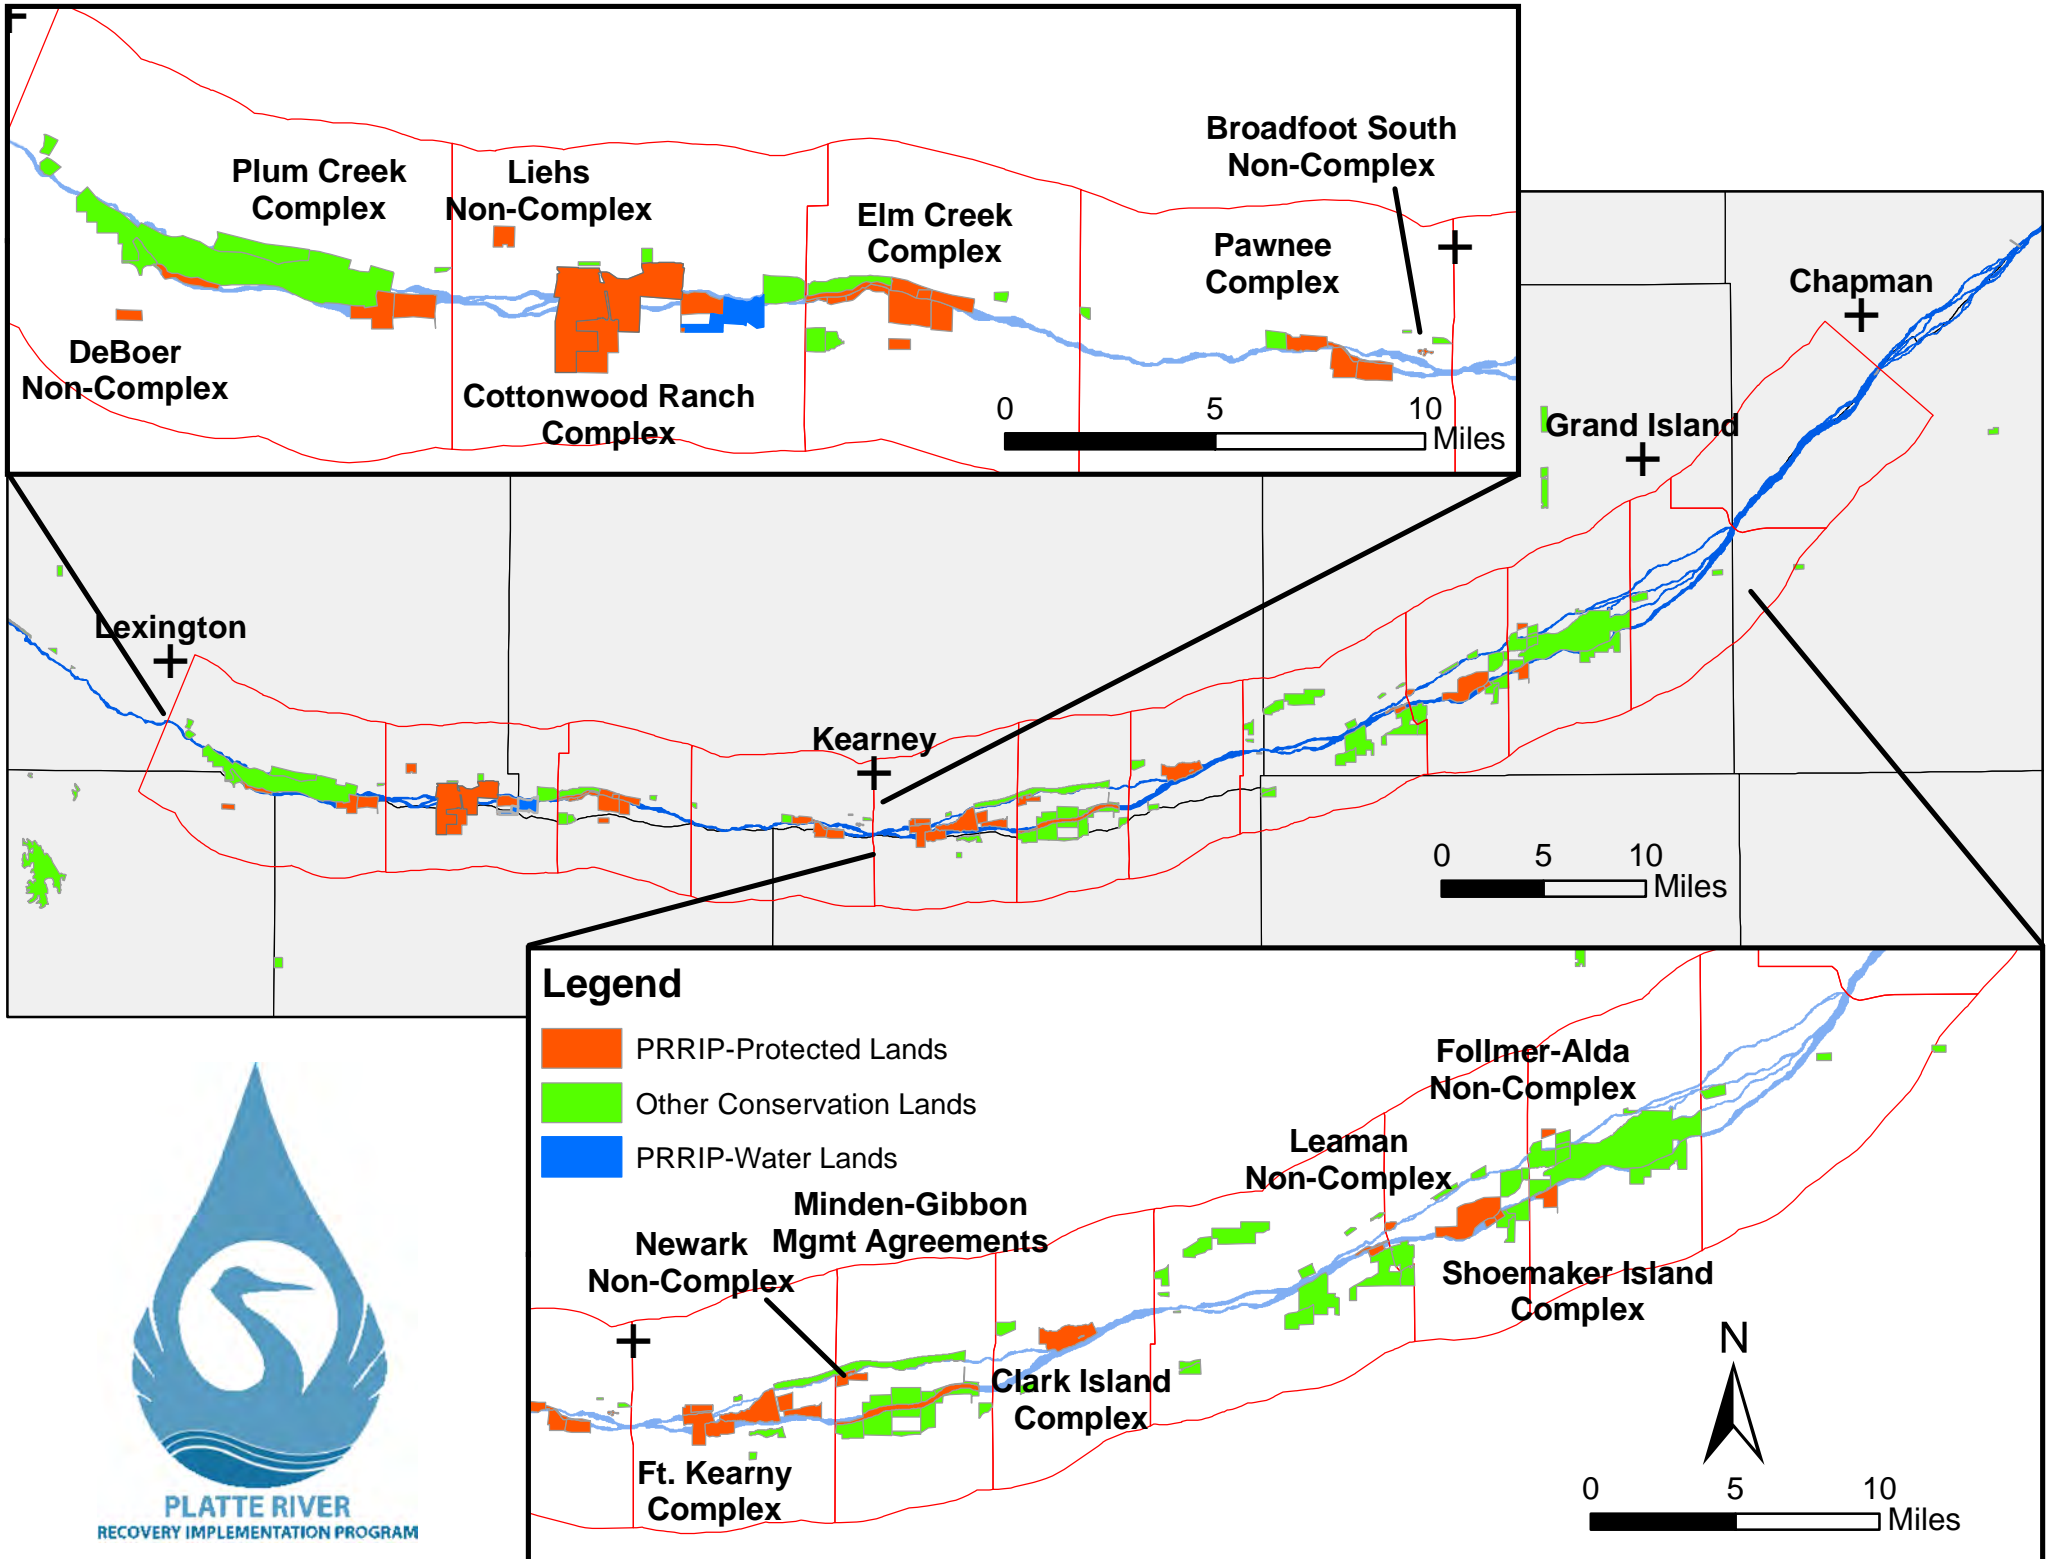 Plum Creek
Complex
Liehs
Non-Complex
Elm Creek
Complex
Broadfoot South
Non-Complex
Pawnee
Complex
DeBoer
Non-Complex
Cottonwood Ranch
Complex
0 5 10
Miles
Chapman
Grand Island
Lexington
Kearney
0 5 10
Miles
Legend
PRRIP-Protected Lands
Other Conservation Lands
PRRIP-Water Lands
Follmer-Alda
Non-Complex
Leaman
Non-Complex
Minden-Gibbon
Mgmt Agreements
Newark
Non-Complex
Shoemaker Island
Complex
Clark Island
Complex
Ft. Kearny
Complex
N
0 5 10
Miles
PLATTE RIVER
RECOVERY IMPLEMENTATION PROGRAM